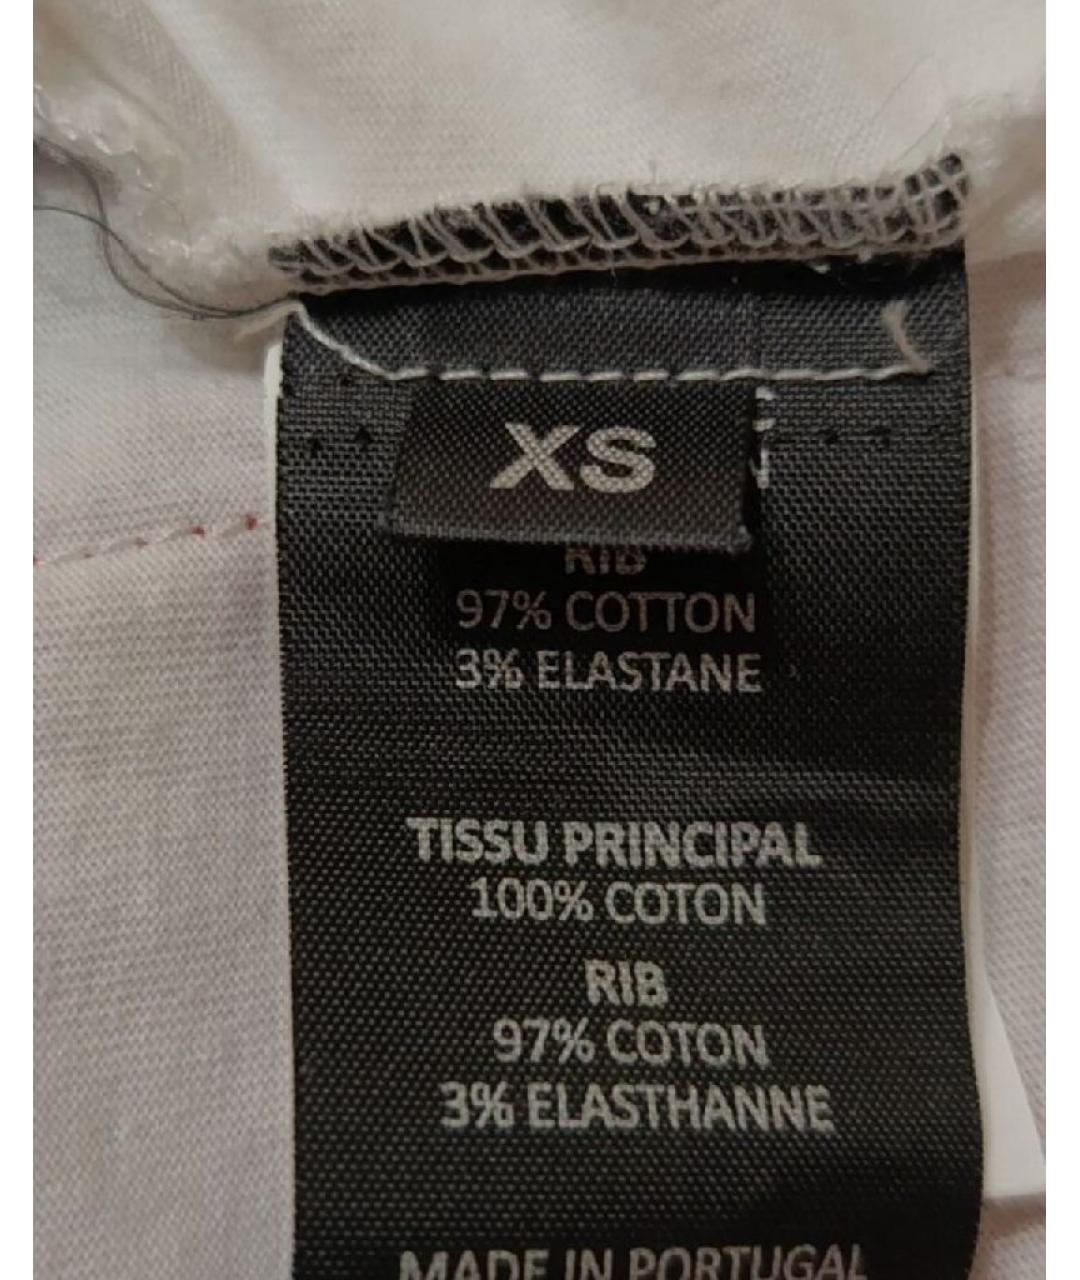 XS
RIB
97% COTTON
3% ELASTANE
TISSU PRINCIPAL
100% COTON
RIB
97% COTON
3% ELASTHANNE
MADE IN PORTUGAL